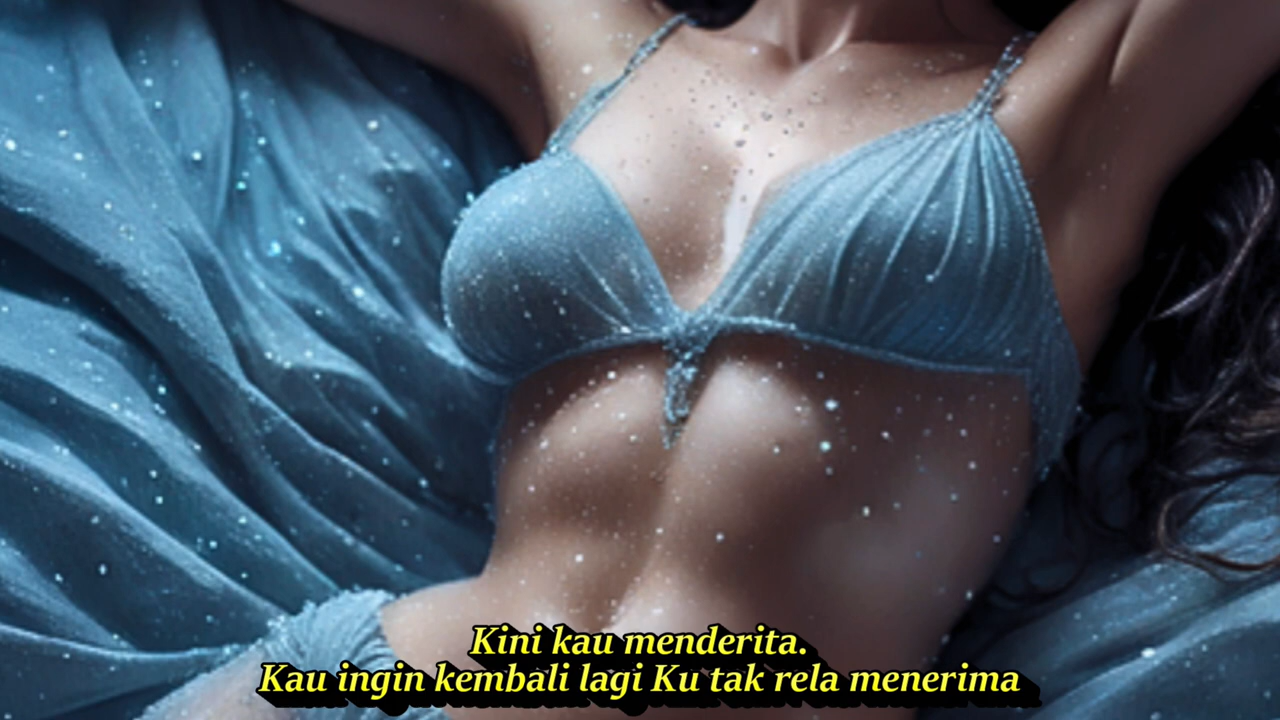 Kini kau menderita.
Kau ingin kembali lagi Ku tak rela menerima